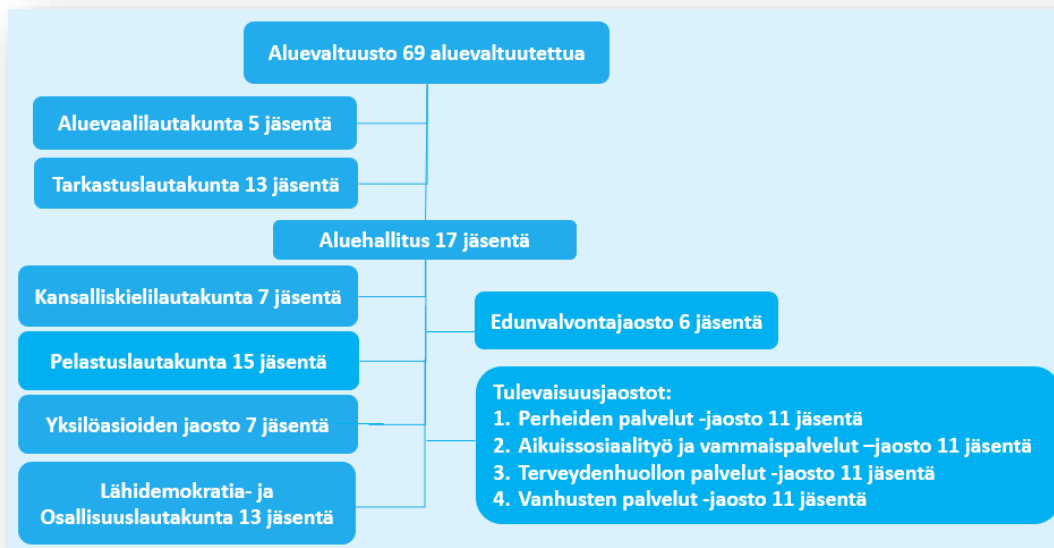 Aluevaltuusto 69 aluevaltuutettua
Aluevaalilautakunta 5 jäsentä
Tarkastuslautakunta 13 jäsentä
Aluehallitus 17 jäsentä
Kansalliskielilautakunta 7 jäsentä
Edunvalvontajaosto 6 jäsentä
Pelastuslautakunta 15 jäsentä
Yksilöasioiden jaosto 7 jäsentä
Lähidemokratia- ja
Osallisuuslautakunta 13 jäsentä
Tulevaisuusjaostot:
1. Perheiden palvelut -jaosto 11 jäsentä
2. Aikuissosiaalityö ja vammaispalvelut –jaosto 11 jäsentä
3. Terveydenhuollon palvelut -jaosto 11 jäsentä
4. Vanhusten palvelut -jaosto 11 jäsentä